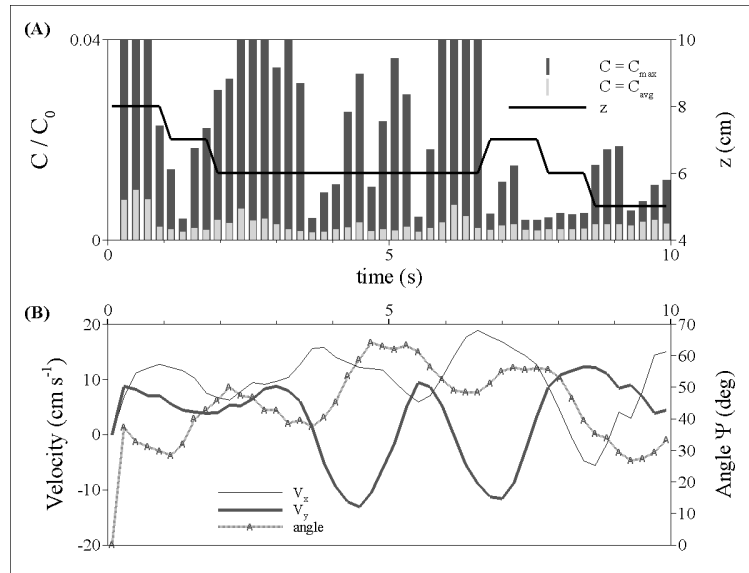 (A)
0.04
10
C = Cmax
C = Cavg
z
8
C / C0
z (cm)
6
0
4
0
5
10
time (s)
(B)
0
5
10
20
70
60
10
50
Velocity (cm s-1)
0
40
Angle Ψ (deg)
30
-10
20
Vx
Vy
10
angle
-20
0